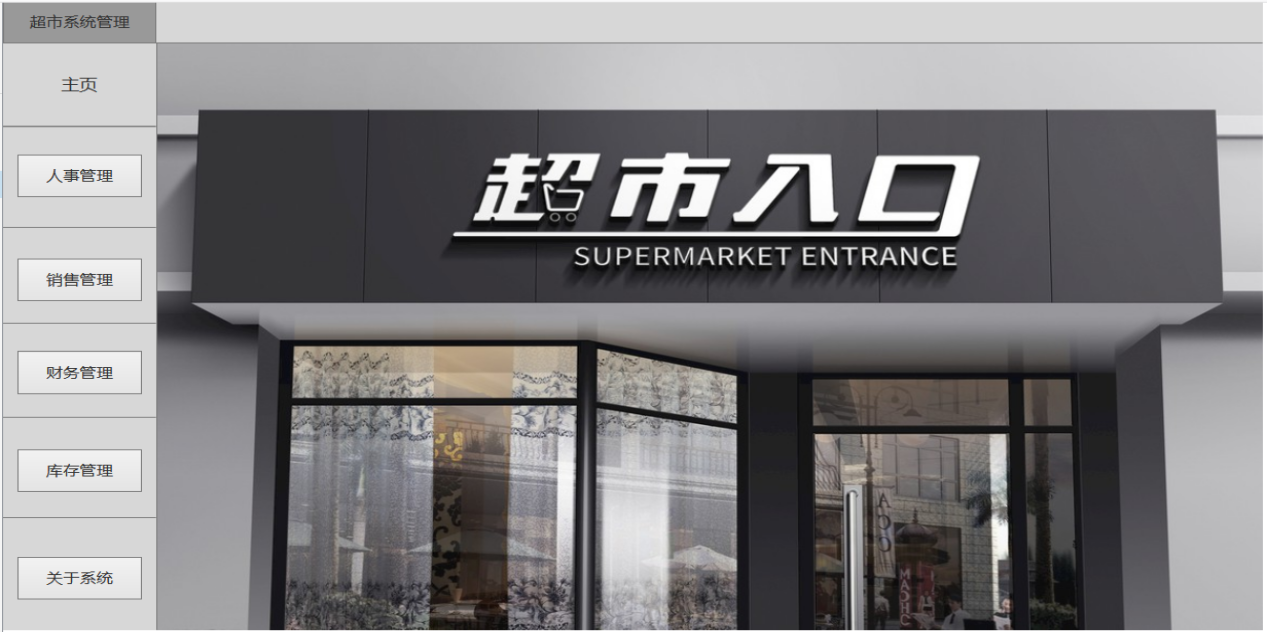 超市系统管理
主页
人事管理
销售管理
财务管理
库存管理
关于系统
超市入口
SUPERMARKET ENTRANCE